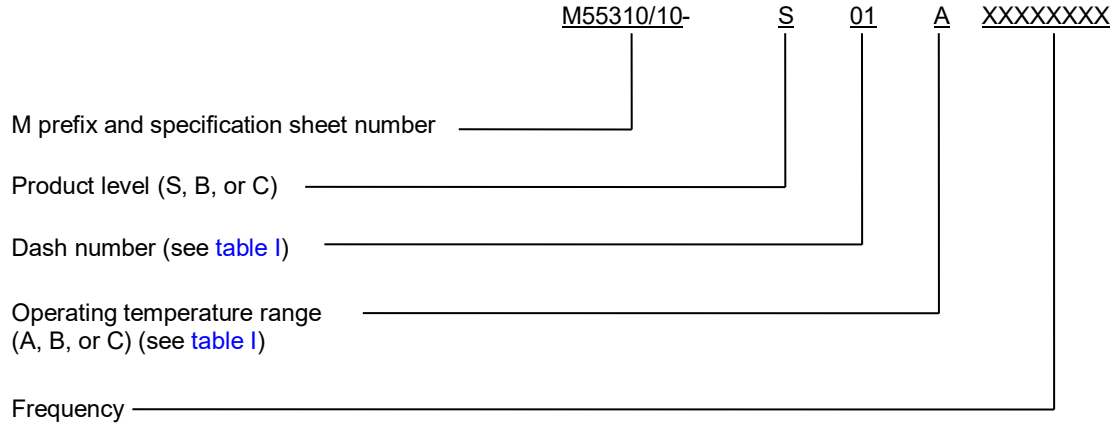 M55310/10- S 01 A XXXXXXXX
M prefix and specification sheet number
Product level (S, B, or C)
Dash number (see table I)
Operating temperature range
(A, B, or C) (see table I)
Frequency